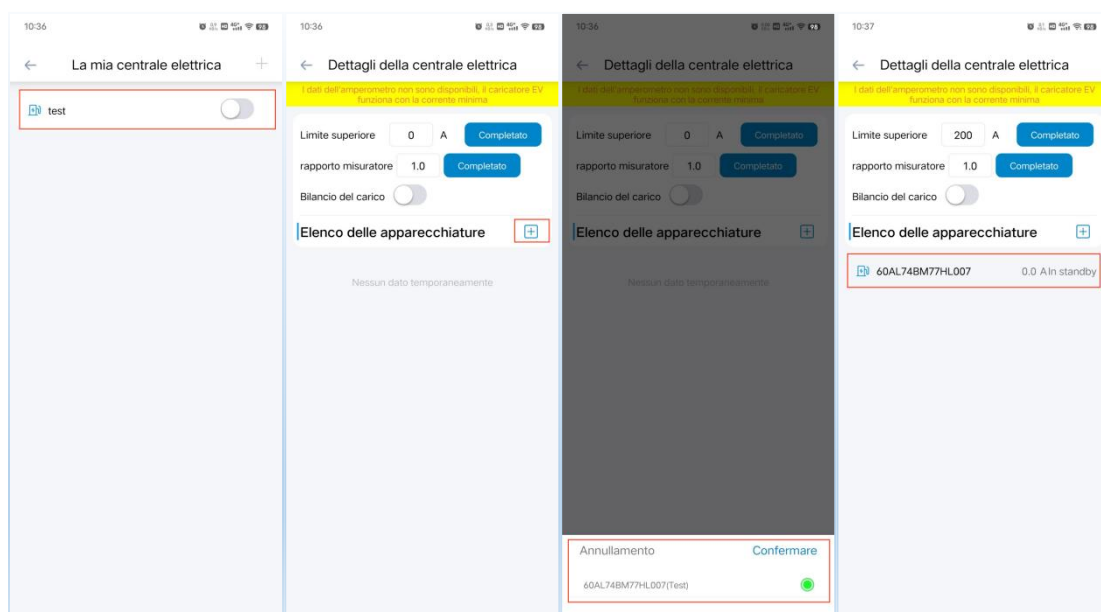 10:36
98
La mia centrale elettrica
test
10:36
98
Dettagli della centrale elettrica
I dati dell'amperometro non sono disponibili, il caricatore EV
funziona con la corrente minima
Limite superiore 0 A Completato
rapporto misuratore 1.0 Completato
Bilancio del carico
Elenco delle apparecchiature
Nessun dato temporaneamente
10:36
98
Dettagli della centrale elettrica
I dati dell'amperometro non sono disponibili, il caricatore EV
funziona con la corrente minima
Limite superiore 0 A Completato
rapporto misuratore 1.0 Completato
Bilancio del carico
Elenco delle apparecchiature
Nessun dato temporaneamente
Annullamento Confermare
60AL74BM77HL007(Test)
10:37
98
Dettagli della centrale elettrica
I dati dell'amperometro non sono disponibili, il caricatore EV
funziona con la corrente minima
Limite superiore 200 A Completato
rapporto misuratore 1.0 Completato
Bilancio del carico
Elenco delle apparecchiature
60AL74BM77HL007 0.0 A In standby